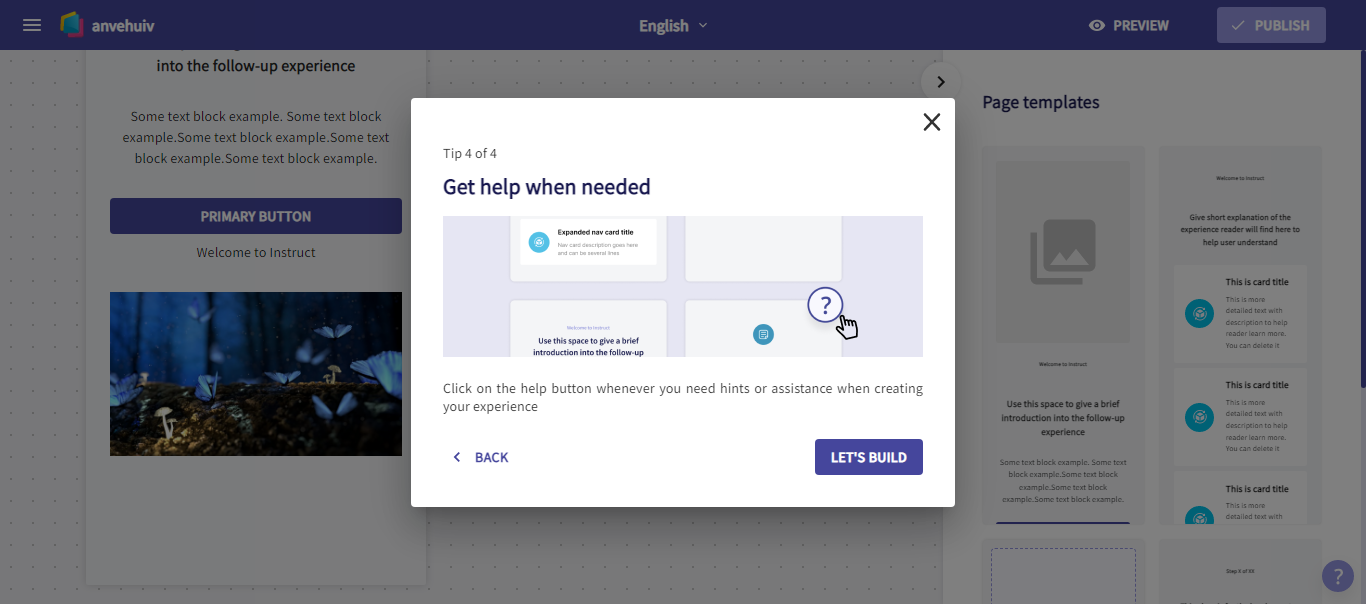 anvehuiv
English
PREVIEW
PUBLISH
into the follow-up experience
Some text block example. Some text block
example.Some text block example.Some text
block example.Some text block example.
PRIMARY BUTTON
Welcome to Instruct
Tip 4 of 4
Get help when needed
Expanded nav card title
Nav card description goes here
and can be several lines
Welcome to Instruct
Use this space to give a brief
introduction into the follow-up
?
Click on the help button whenever you need hints or assistance when creating
your experience
BACK
LET'S BUILD
Page templates
Welcome to Instruct
Use this space to give a brief
introduction into the follow-up
experience
Some text block example. Some text
block example.Some text block
example.Some text block
example.Some text block example.
Welcome to Instruct
Give short explanation of the
experience reader will find here to
help user understand
This is card title
This is more
detailed text with
description to help
reader learn more.
You can delete it
This is card title
This is more
detailed text with
description to help
reader learn more.
You can delete it
This is card title
This is more
detailed text with
Step X of XX
?